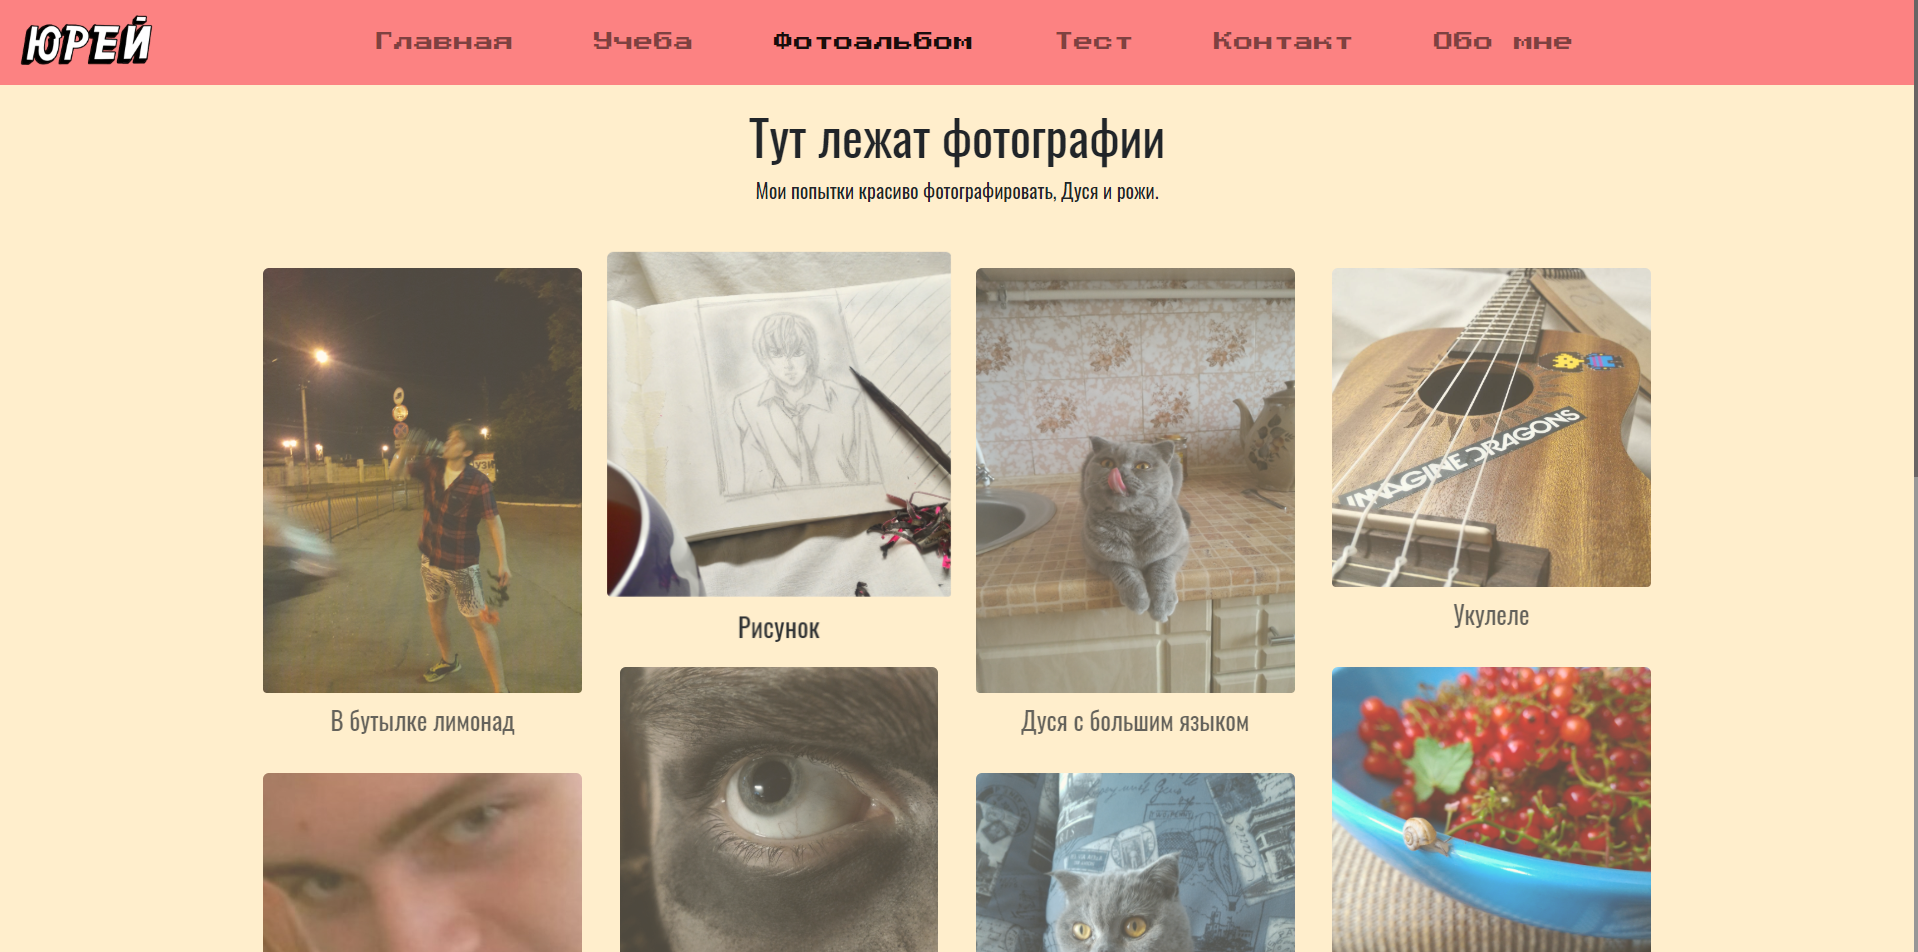 ЮРЕЙ
Главная Учеба Фотоальбом Тест Контакт Обо мне
Тут лежат фотографии
Мои попытки красиво фотографировать, Дуся и рожи.
IMAGINE DRAGONS
Рисунок
Укулеле
В бутылке лимонад
Дуся с большим языком